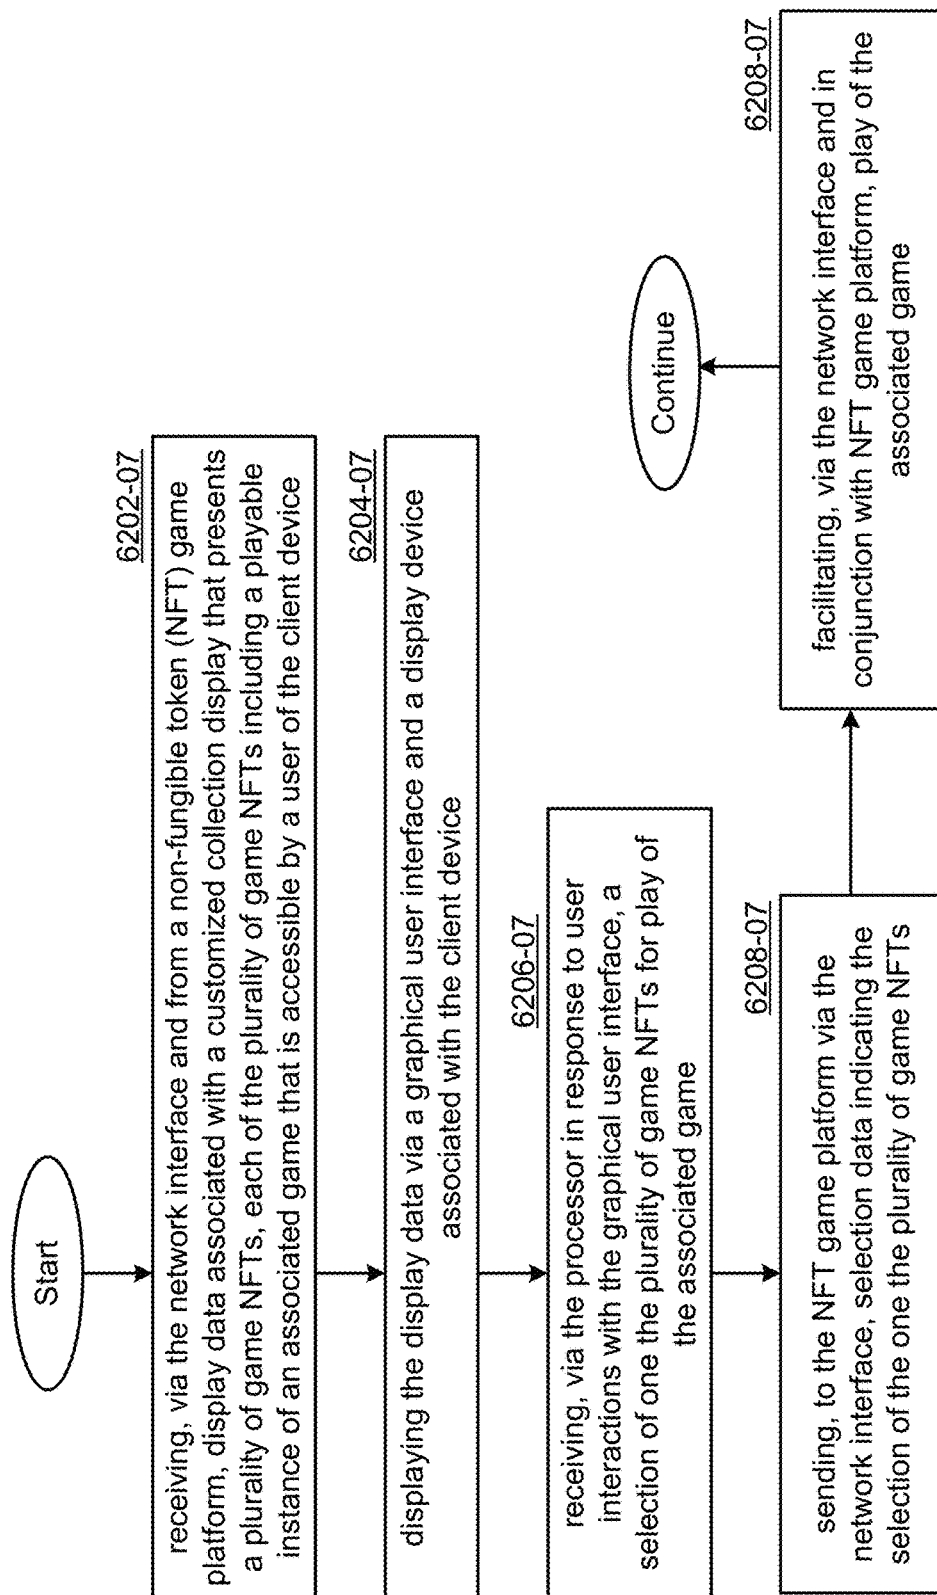 Start
6202-07
receiving, via the network interface and from a non-fungible token (NFT) game
platform, display data associated with a customized collection display that presents
a plurality of game NFTs, each of the plurality of game NFTs including a playable
instance of an associated game that is accessible by a user of the client device
6204-07
displaying the display data via a graphical user interface and a display device
associated with the client device
6206-07
receiving, via the processor in response to user
interactions with the graphical user interface, a
selection of one the plurality of game NFTs for play of
the associated game
6208-07
sending, to the NFT game platform via the
network interface, selection data indicating the
selection of the one the plurality of game NFTs
6208-07
facilitating, via the network interface and in
conjunction with NFT game platform, play of the
associated game
Continue